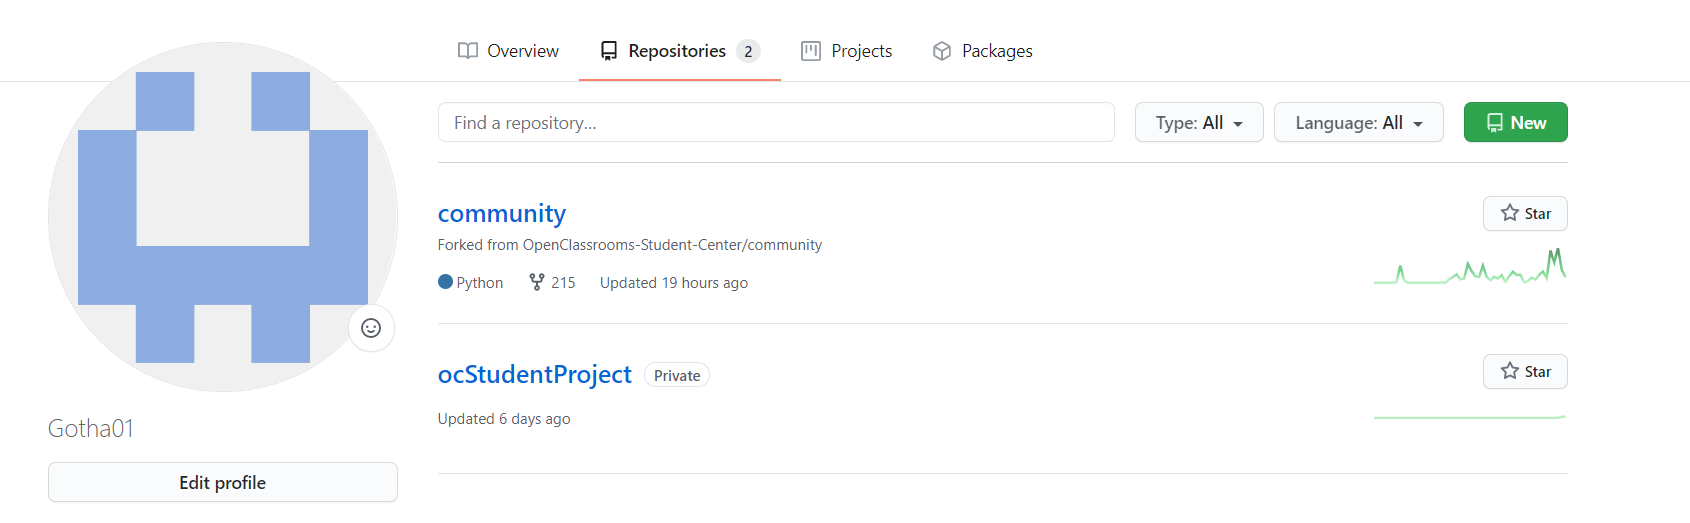 Overview Repositories 2 Projects Packages
Find a repository... Type: All Language: All New
community Star
Forked from OpenClassrooms-Student-Center/community
Python 215 Updated 19 hours ago
ocStudentProject Private Star
Updated 6 days ago
Gotha01
Edit profile